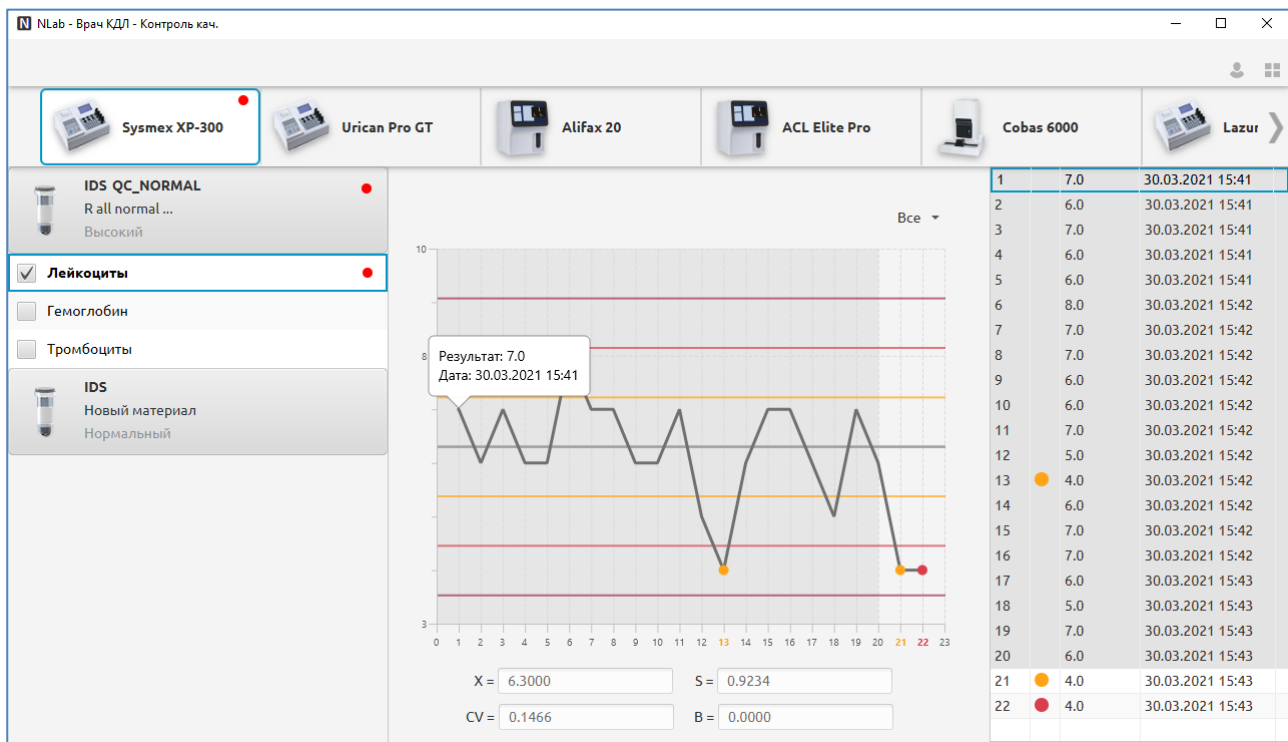 NLab - Врач КДЛ - Контроль кач.
Sysmex XP-300
Urican Pro GT
Alifax 20
ACL Elite Pro
Cobas 6000
Lazur
IDS QC_NORMAL
R all normal ...
Высокий
Лейкоциты
Гемоглобин
Тромбоциты
IDS
Новый материал
Нормальный
Все
10
8
3
Результат: 7.0
Дата: 30.03.2021 15:41
0 1 2 3 4 5 6 7 8 9 10 11 12 13 14 15 16 17 18 19 20 21 22 23
X = 6.3000 S = 0.9234
CV = 0.1466 B = 0.0000
1 7.0 30.03.2021 15:41
2 6.0 30.03.2021 15:41
3 7.0 30.03.2021 15:41
4 6.0 30.03.2021 15:41
5 6.0 30.03.2021 15:41
6 8.0 30.03.2021 15:42
7 7.0 30.03.2021 15:42
8 7.0 30.03.2021 15:42
9 6.0 30.03.2021 15:42
10 6.0 30.03.2021 15:42
11 7.0 30.03.2021 15:42
12 5.0 30.03.2021 15:42
13 4.0 30.03.2021 15:42
14 6.0 30.03.2021 15:42
15 7.0 30.03.2021 15:42
16 7.0 30.03.2021 15:42
17 6.0 30.03.2021 15:43
18 5.0 30.03.2021 15:43
19 7.0 30.03.2021 15:43
20 6.0 30.03.2021 15:43
21 4.0 30.03.2021 15:43
22 4.0 30.03.2021 15:43